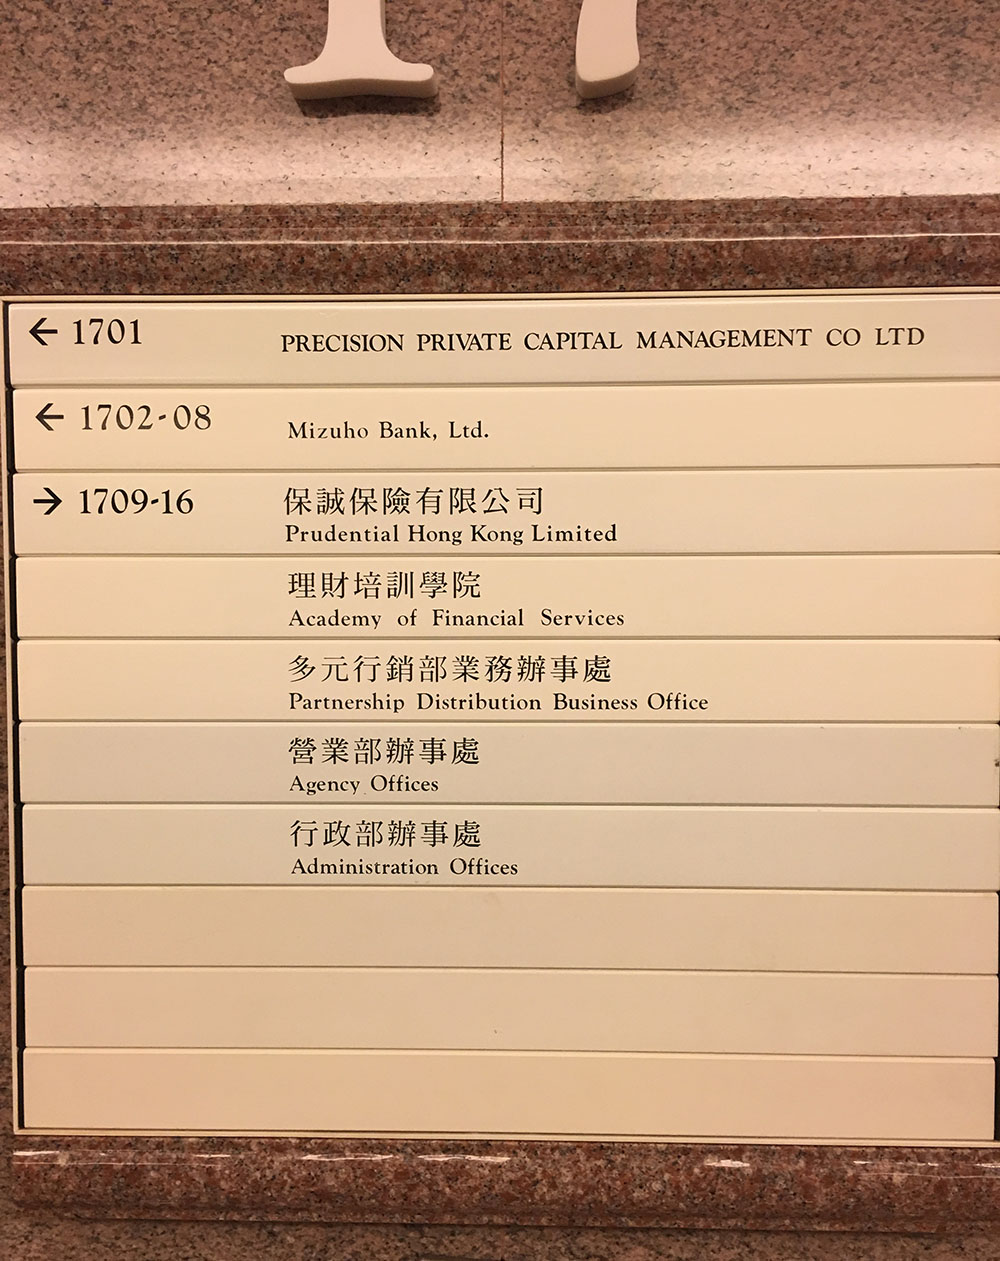 17
← 1701 PRECISION PRIVATE CAPITAL MANAGEMENT CO LTD
← 1702-08 Mizuho Bank, Ltd.
→ 1709-16 保誠保險有限公司
Prudential Hong Kong Limited
理財培訓學院
Academy of Financial Services
多元行銷部業務辦事處
Partnership Distribution Business Office
營業部辦事處
Agency Offices
行政部辦事處
Administration Offices